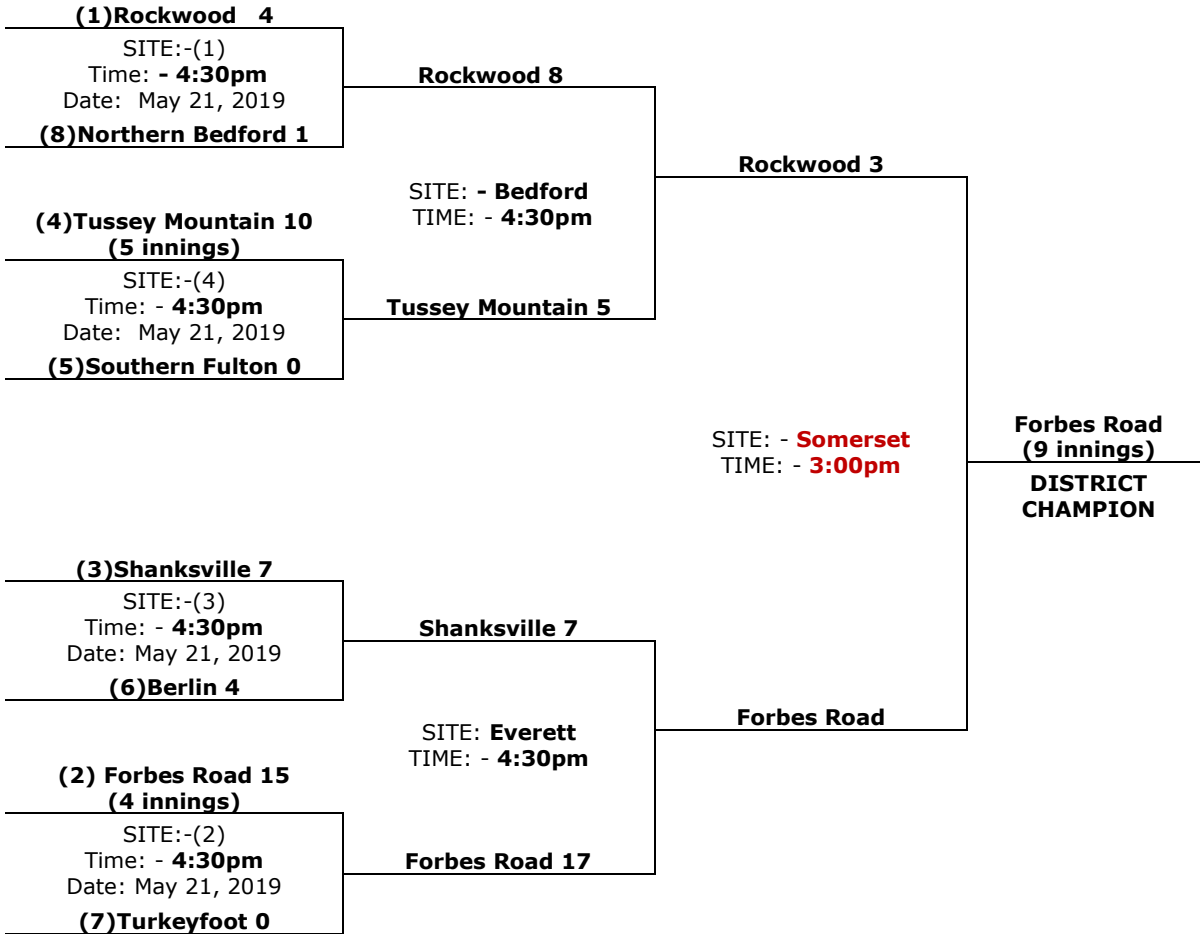 (1)Rockwood 4
SITE:-(1)
Time: - 4:30pm
Date: May 21, 2019
(8)Northern Bedford 1
Rockwood 8
SITE: - Bedford
TIME: - 4:30pm
Rockwood 3
(4)Tussey Mountain 10
(5 innings)
SITE:-(4)
Time: - 4:30pm
Date: May 21, 2019
(5)Southern Fulton 0
Tussey Mountain 5
SITE: - Somerset
TIME: - 3:00pm
Forbes Road
(9 innings)
DISTRICT
CHAMPION
(3)Shanksville 7
SITE:-(3)
Time: - 4:30pm
Date: May 21, 2019
(6)Berlin 4
Shanksville 7
SITE: Everett
TIME: - 4:30pm
Forbes Road
(2) Forbes Road 15
(4 innings)
SITE:-(2)
Time: - 4:30pm
Date: May 21, 2019
(7)Turkeyfoot 0
Forbes Road 17